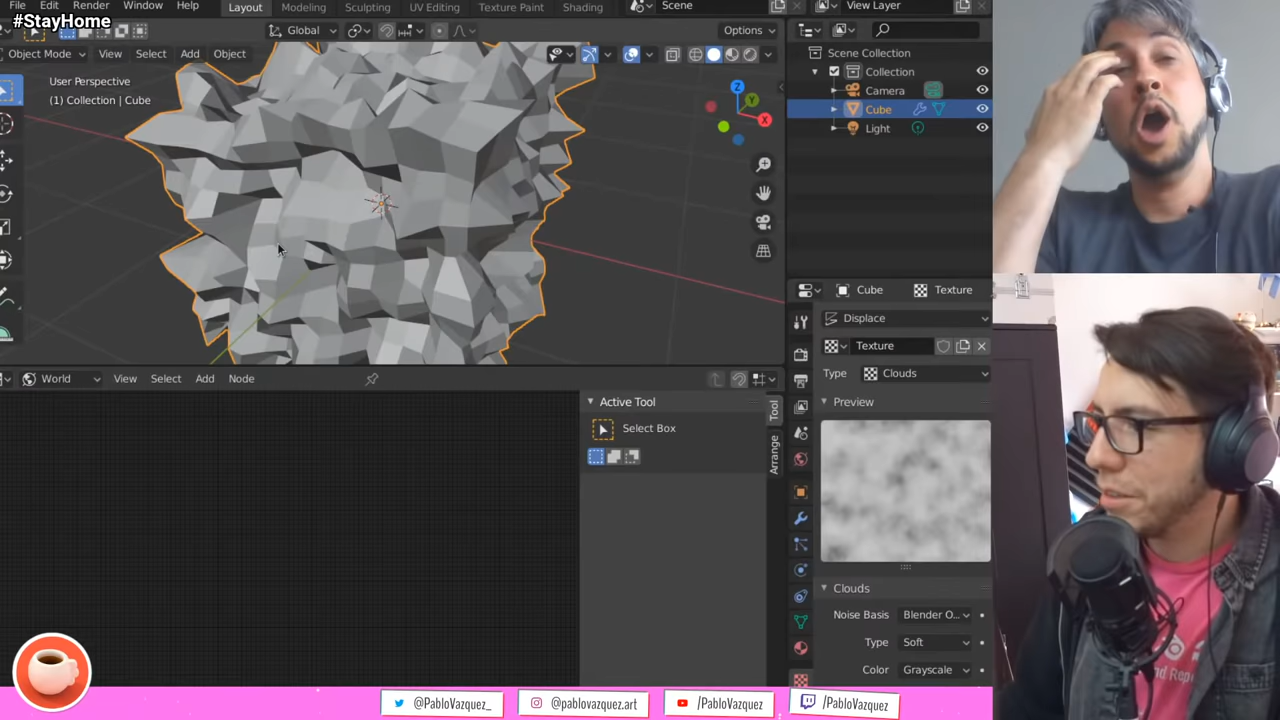 File Render Window Help Layout Modeling Sculpting UV Editing Texture Paint Shading Scene View Layer
#StayHome
Global Options
Object Mode View Select Add Object
User Perspective
(1) Collection | Cube
Z
Y
X
Scene Collection
Collection
Camera
Cube
Light
Cube Texture
Displace
Texture
Type Clouds
Preview
Clouds
Noise Basis Blender O...
Type Soft
Color Grayscale
World View Select Add Node
Active Tool
Select Box
Tool
Arrange
@PabloVazquez_ @pablovazquez.art /PabloVazquez /PabloVazquez